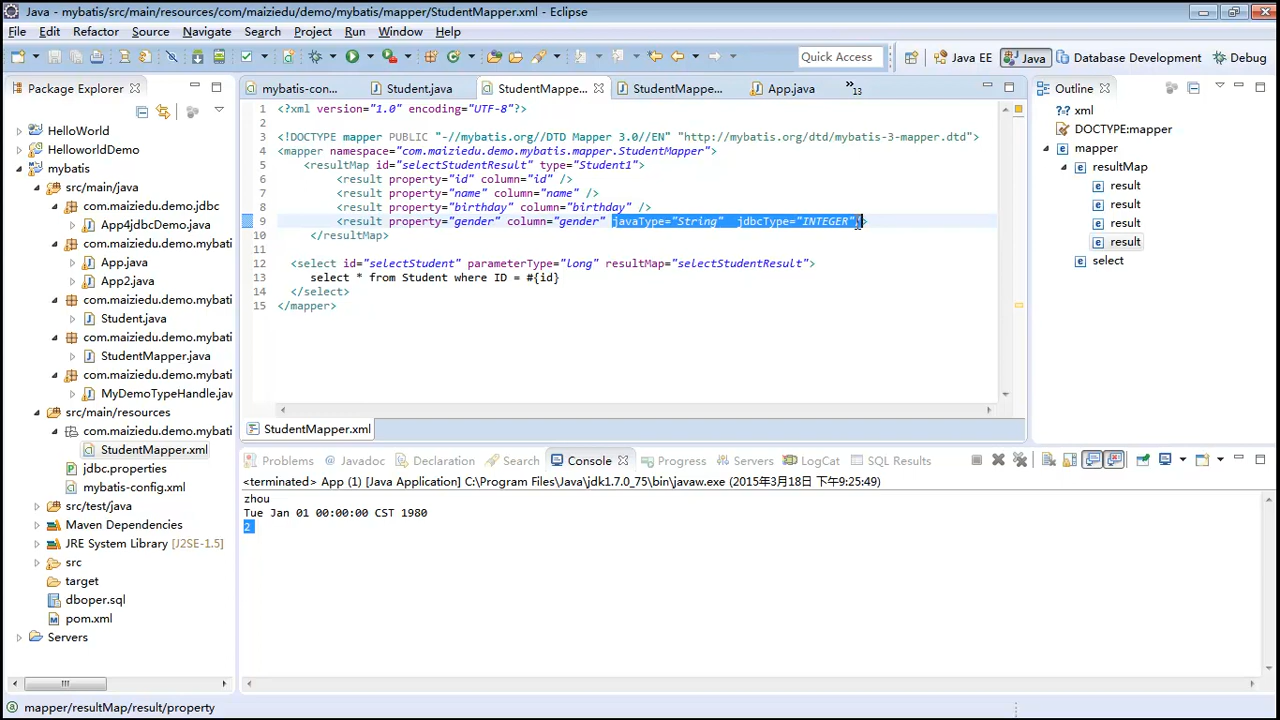 Java - mybatis/src/main/resources/com/maiziedu/demo/mybatis/mapper/StudentMapper.xml - Eclipse
File Edit Refactor Source Navigate Search Project Run Window Help
Quick Access Java EE Java Database Development Debug
Package Explorer
HelloWorld
HelloworldDemo
mybatis
src/main/java
com.maiziedu.demo.jdbc
App4jdbcDemo.java
com.maiziedu.demo.mybati
App.java
App2.java
com.maiziedu.demo.mybati
Student.java
com.maiziedu.demo.mybati
StudentMapper.java
com.maiziedu.demo.mybati
MyDemoTypeHandle.java
src/main/resources
com.maiziedu.demo.mybati
StudentMapper.xml
jdbc.properties
mybatis-config.xml
src/test/java
Maven Dependencies
JRE System Library [J2SE-1.5]
src
target
dboper.sql
pom.xml
Servers
mybatis-con... Student.java StudentMappe... StudentMappe... App.java »13
1 <?xml version="1.0" encoding="UTF-8"?>
2
3 <!DOCTYPE mapper PUBLIC "-//mybatis.org//DTD Mapper 3.0//EN" "http://mybatis.org/dtd/mybatis-3-mapper.dtd">
4 <mapper namespace="com.maiziedu.demo.mybatis.mapper.StudentMapper">
5 <resultMap id="selectStudentResult" type="Student1">
6 <result property="id" column="id" />
7 <result property="name" column="name" />
8 <result property="birthday" column="birthday" />
9 <result property="gender" column="gender" javaType="String" jdbcType="INTEGER"/>
10 </resultMap>
11
12 <select id="selectStudent" parameterType="long" resultMap="selectStudentResult">
13 select * from Student where ID = #{id}
14 </select>
15 </mapper>
StudentMapper.xml
Outline
xml
DOCTYPE:mapper
mapper
resultMap
result
result
result
result
select
Problems Javadoc Declaration Search Console Progress Servers LogCat SQL Results
<terminated> App (1) [Java Application] C:\Program Files\Java\jdk1.7.0_75\bin\javaw.exe (2015年3月18日 下午9:25:49)
zhou
Tue Jan 01 00:00:00 CST 1980
2
mapper/resultMap/result/property